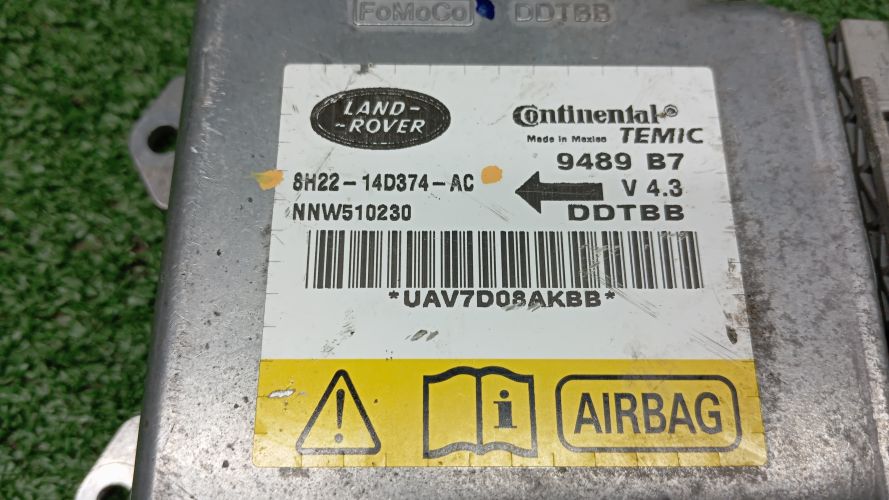 FoMoCo DDTBB
LAND-
-ROVER
Continental
Made in Mexico TEMIC
9489 B7
8H22-14D374-AC
V 4.3
NNW510230
DDTBB
*UAV7D08AKBB*
i
AIRBAG